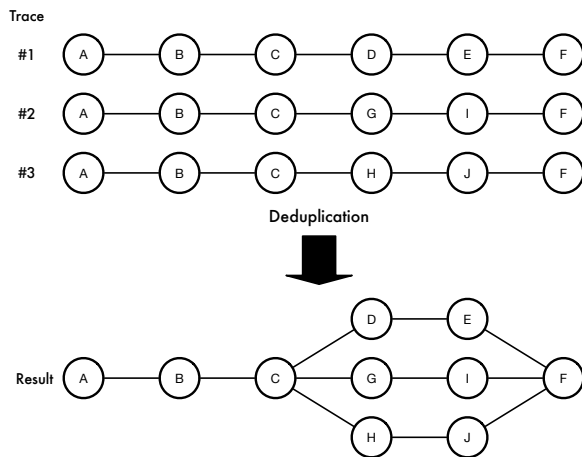 Trace
#1 A B C D E F
#2 A B C G I F
#3 A B C H J F
Deduplication
D E
Result A B C G I F
H J